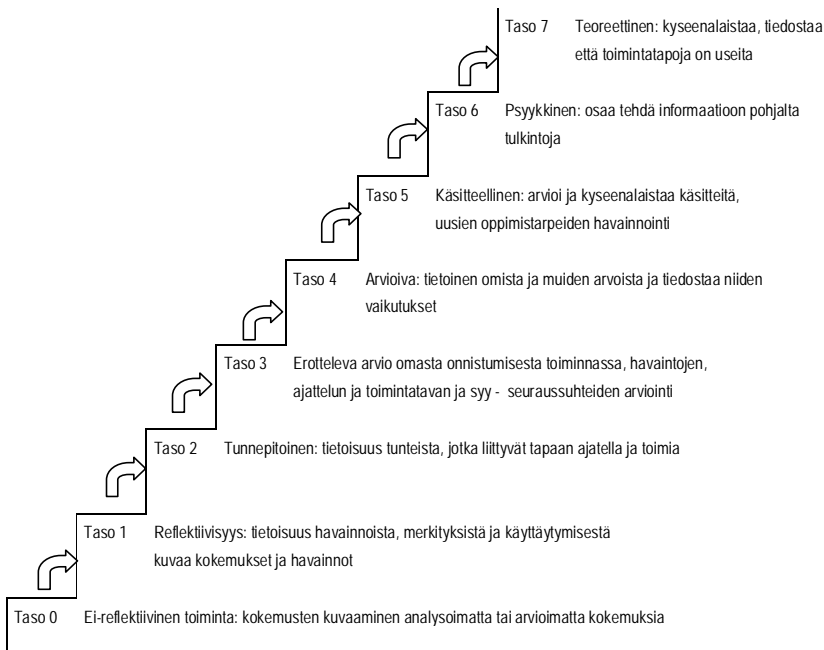 Taso 7 Teoreettinen: kyseenalaistaa, tiedostaa
että toimintatapoja on useita
Taso 6 Psyykkinen: osaa tehdä informaatioon pohjalta
tulkintoja
Taso 5 Käsitteellinen: arvioi ja kyseenalaistaa käsitteitä,
uusien oppimistarpeiden havainnointi
Taso 4 Arvioiva: tietoinen omista ja muiden arvoista ja tiedostaa niiden
vaikutukset
Taso 3 Erotteleva arvio omasta onnistumisesta toiminnassa, havaintojen,
ajattelun ja toimintatavan ja syy - seuraussuhteiden arviointi
Taso 2 Tunnepitoinen: tietoisuus tunteista, jotka liittyvät tapaan ajatella ja toimia
Taso 1 Reflektiivisyys: tietoisuus havainnoista, merkityksistä ja käyttäytymisestä
kuvaa kokemukset ja havainnot
Taso 0 Ei-reflektiivinen toiminta: kokemusten kuvaaminen analysoimatta tai arvioimatta kokemuksia